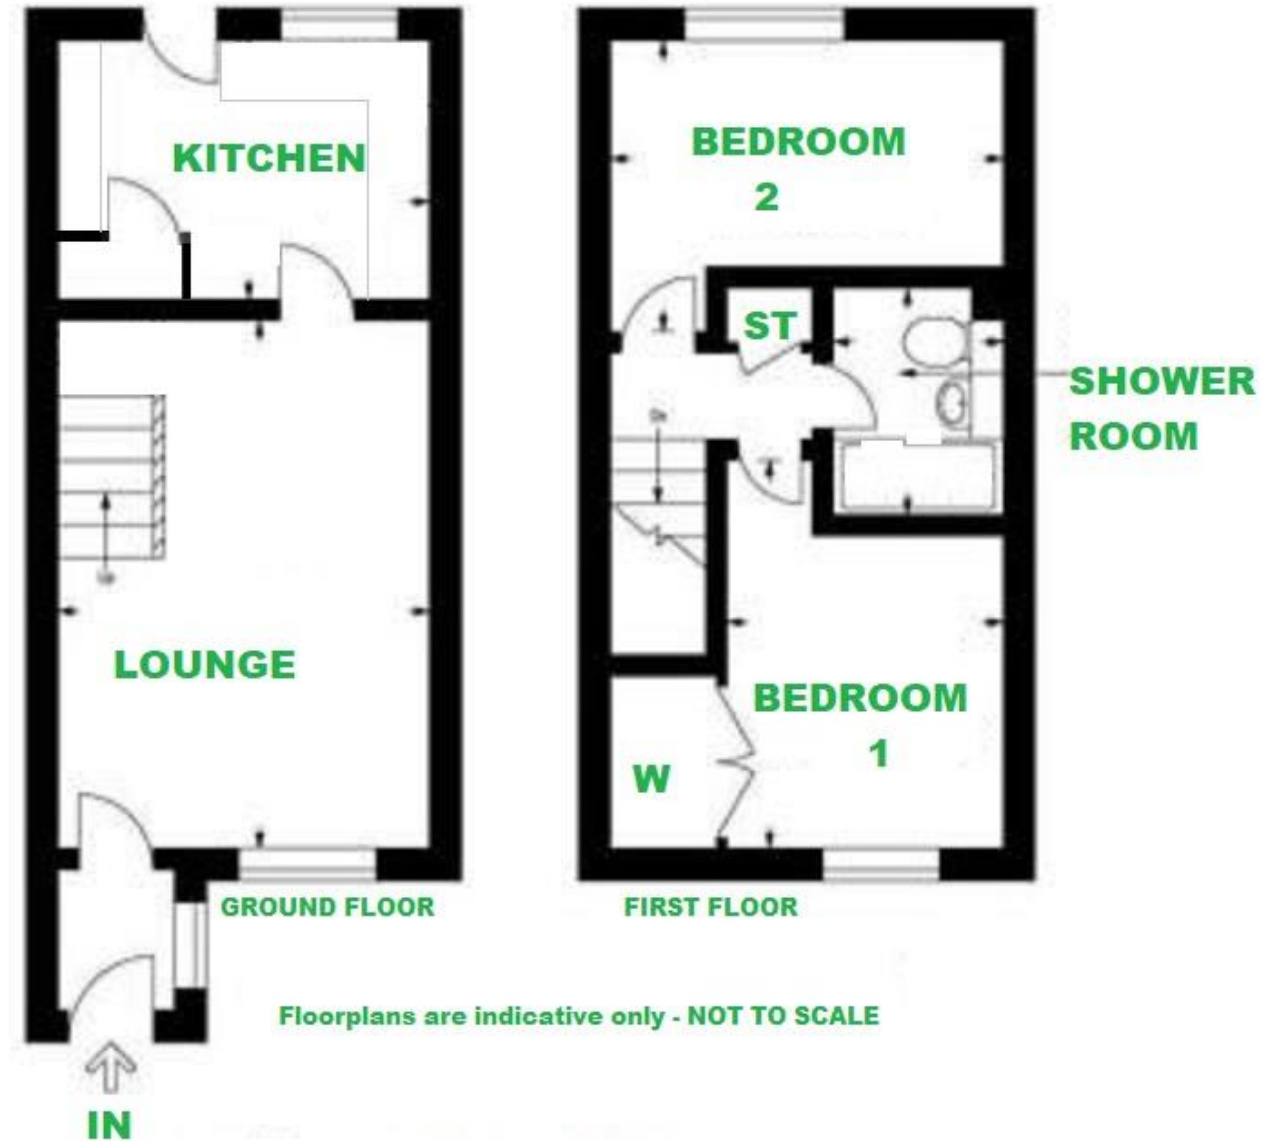 KITCHEN
LOUNGE
GROUND FLOOR
IN
BEDROOM
2
ST
SHOWER
ROOM
BEDROOM
1
W
FIRST FLOOR
Floorplans are indicative only - NOT TO SCALE